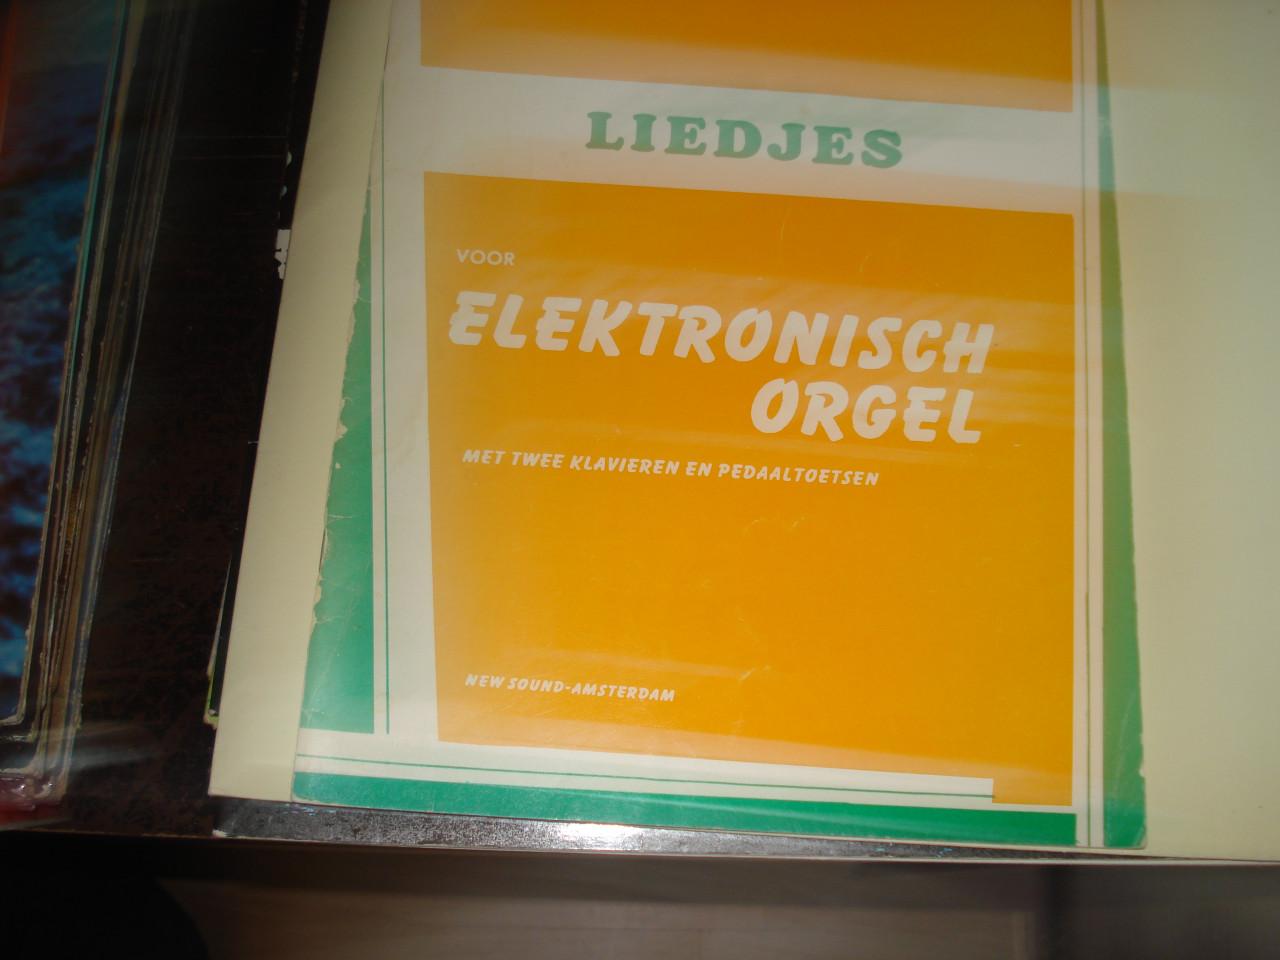 LIEDJES
VOOR
ELEKTRONISCH
ORGEL
MET TWEE KLAVIEREN EN PEDAALTOETSEN
NEW SOUND-AMSTERDAM